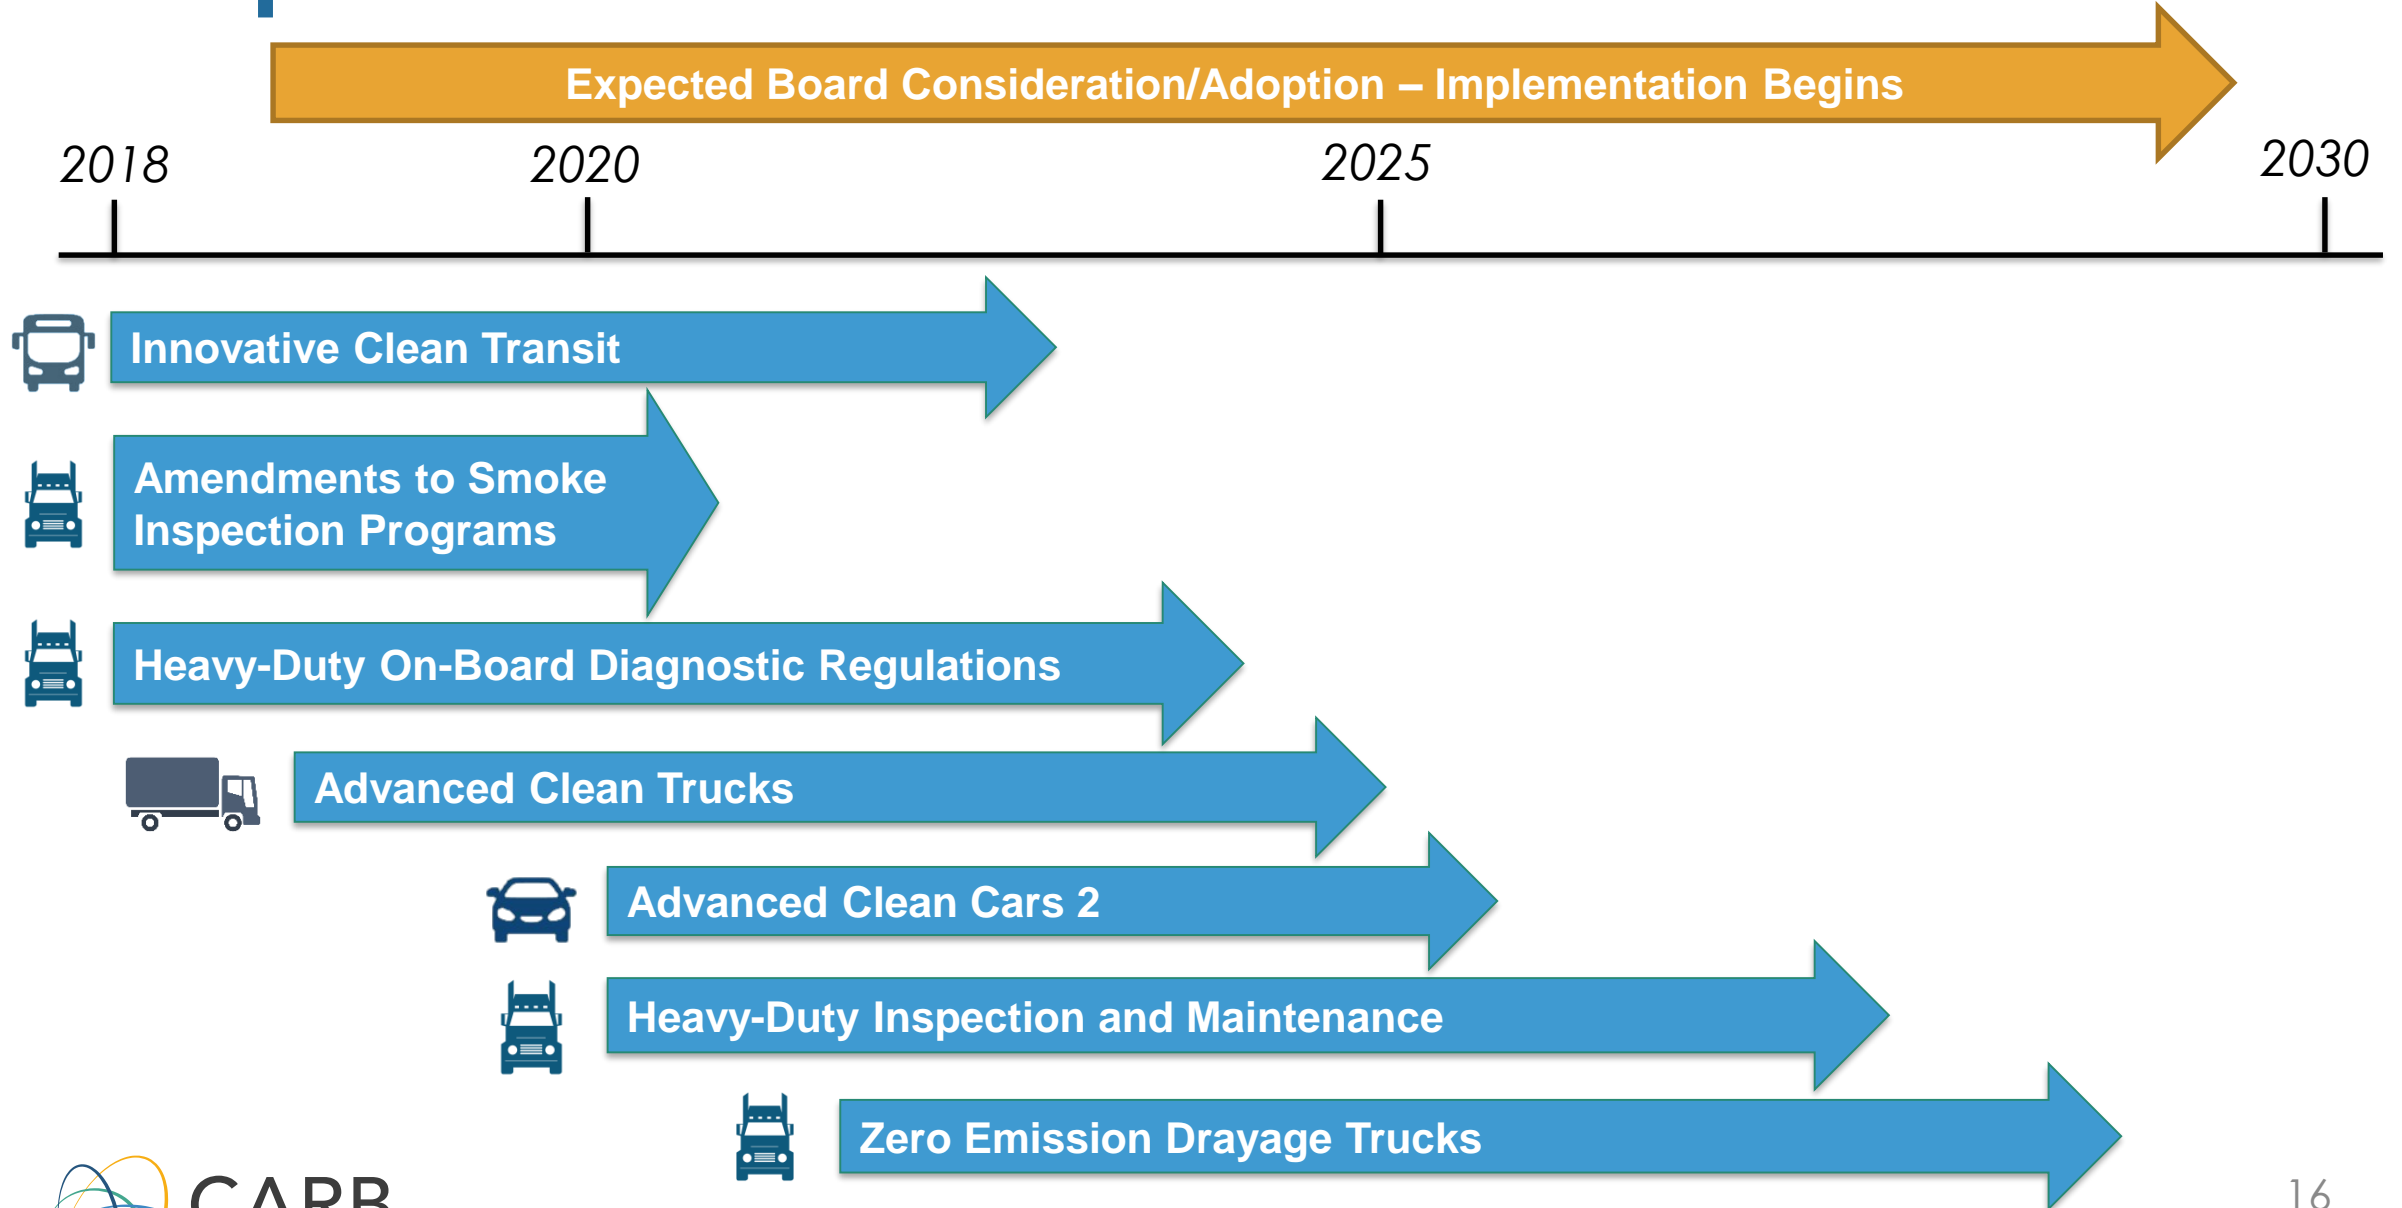 Expected Board Consideration/Adoption – Implementation Begins
2018
2020
2025
2030
Innovative Clean Transit
Amendments to Smoke
Inspection Programs
Heavy-Duty On-Board Diagnostic Regulations
Advanced Clean Trucks
Advanced Clean Cars 2
Heavy-Duty Inspection and Maintenance
Zero Emission Drayage Trucks
CARB
16